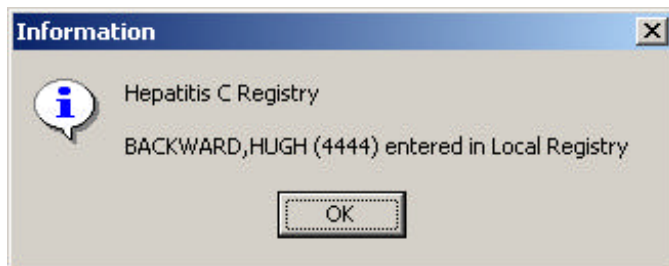 Information
Hepatitis C Registry
BACKWARD,HUGH (4444) entered in Local Registry
OK